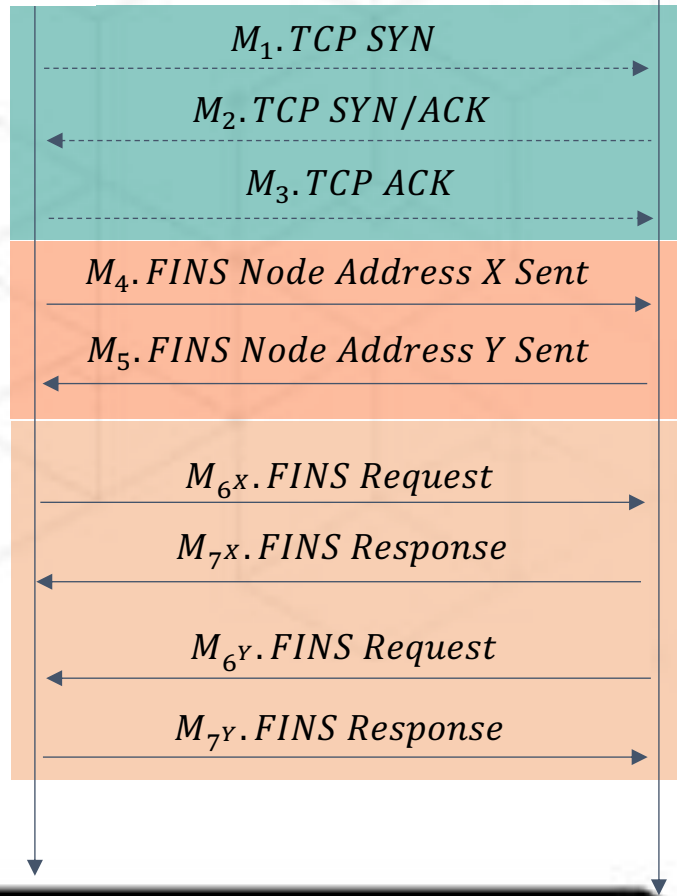 M₁. TCP SYN
M₂. TCP SYN/ACK
M₃. TCP ACK
M₄. FINS Node Address X Sent
M₅. FINS Node Address Y Sent
M₆X. FINS Request
M₇X. FINS Response
M₆Y. FINS Request
M₇Y. FINS Response